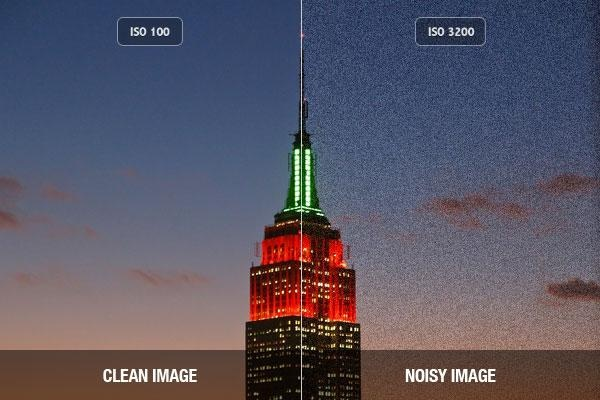 ISO 100
ISO 3200
CLEAN IMAGE
NOISY IMAGE